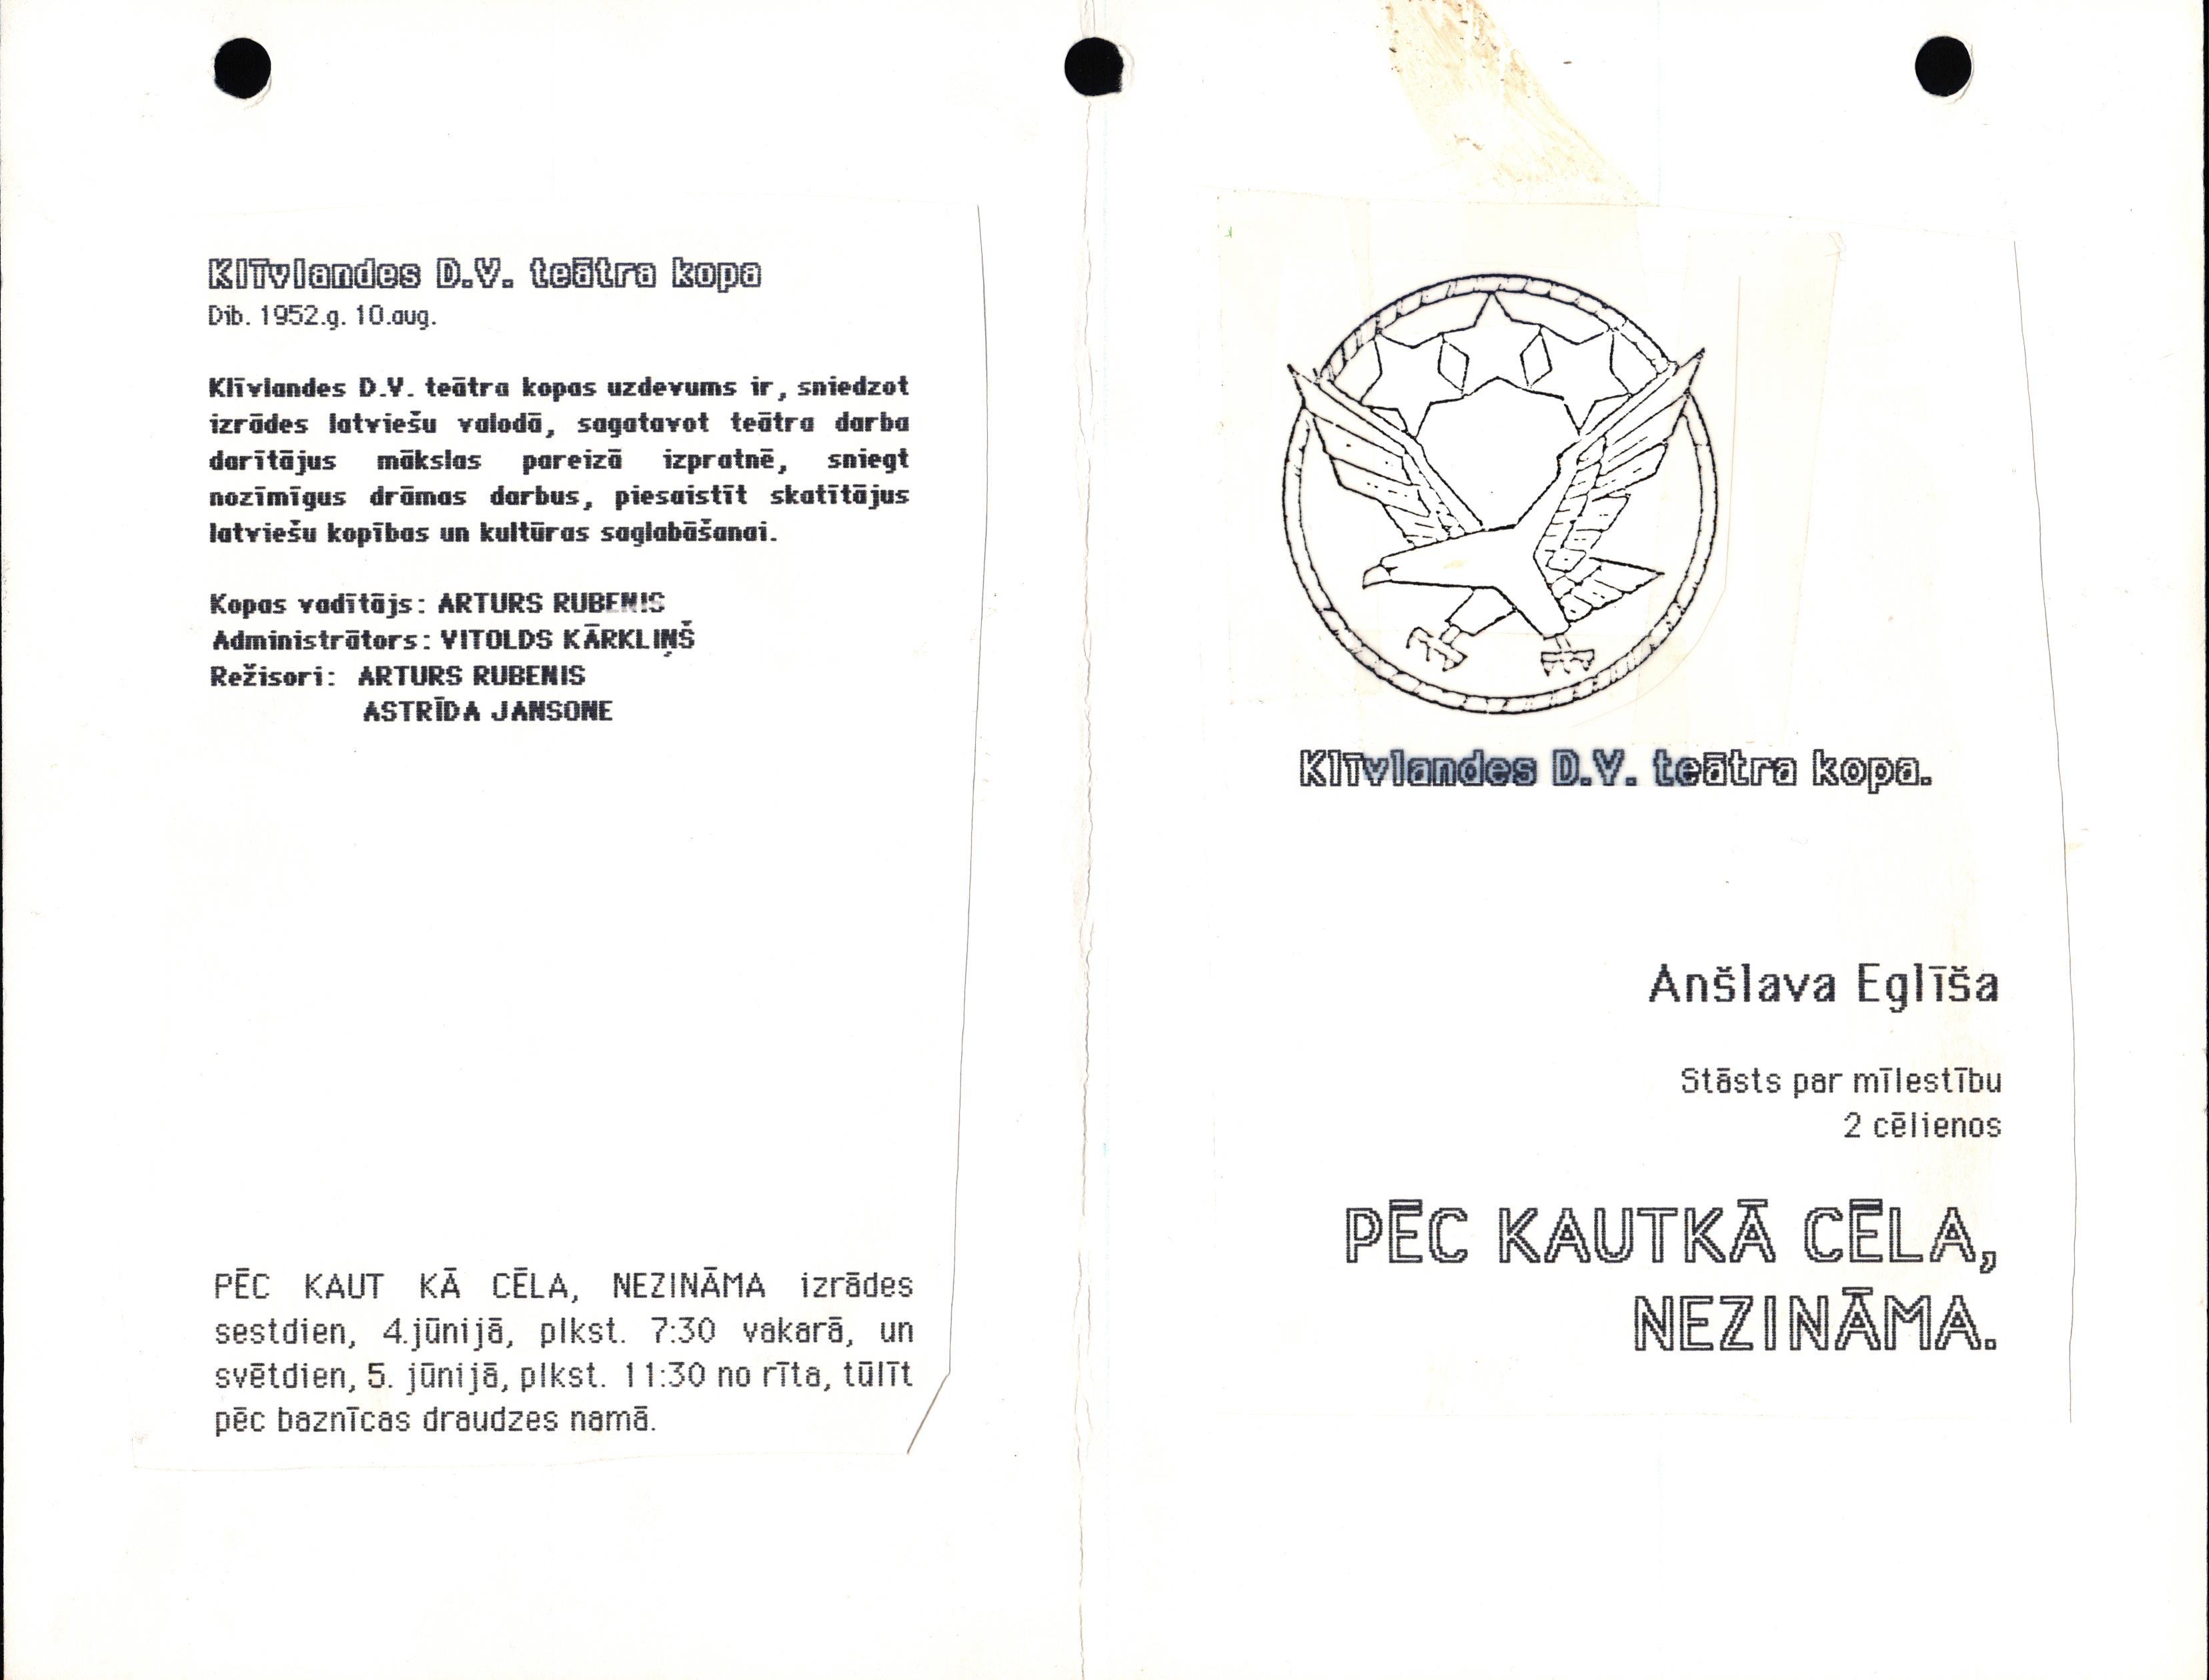 Klīvlandes D.V. teātra kopa
Dib. 1952.g. 10.aug.
Klīvlandes D.V. teātra kopas uzdevums ir, sniedzot
izrādes latviešu valodā, sagatavot teātra darba
darītājus mākslas pareizā izpratnē, sniegt
nozīmīgus drāmas darbus, piesaistīt skatītājus
latviešu kopības un kultūras saglabāšanai.
Kopas vadītājs: ARTURS RUBENIS
Administrātors: VITOLDS KĀRKLIŅŠ
Režisori: ARTURS RUBENIS
ASTRĪDA JANSONE
PĒC KAUT KĀ CĒLA, NEZINĀMA izrādes
sestdien, 4.jūnijā, plkst. 7:30 vakarā, un
svētdien, 5. jūnijā, plkst. 11:30 no rīta, tūlīt
pēc baznīcas draudzes namā.
Klīvlandes D.V. teātra kopa.
Anšlava Eglīša
Stāsts par mīlestību
2 cēlienos
PĒC KAUTKĀ CĒLA,
NEZINĀMA.